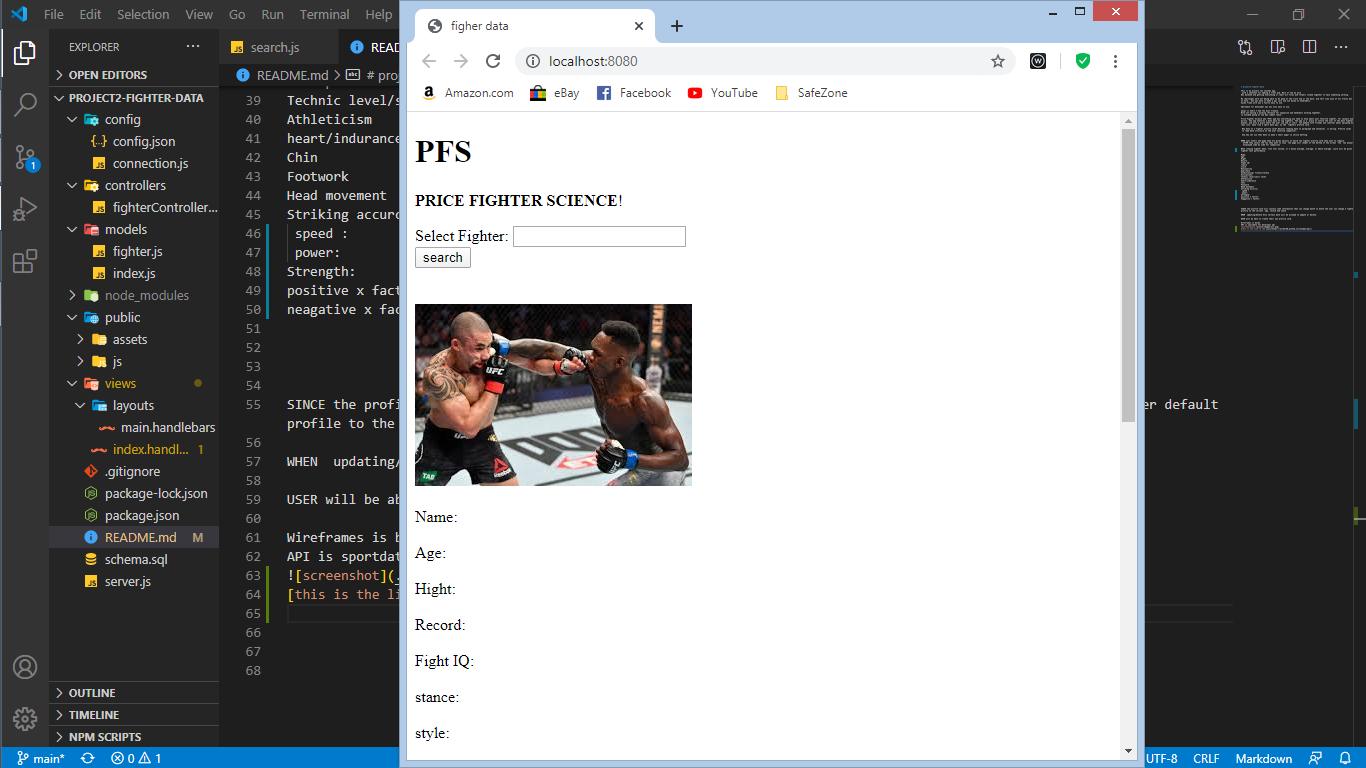 File Edit Selection View Go Run Terminal Help
EXPLORER
OPEN EDITORS
PROJECT2-FIGHTER-DATA
config
config.json
connection.js
controllers
fighterController...
models
fighter.js
index.js
node_modules
public
assets
js
views
layouts
main.handlebars
index.handl... 1
.gitignore
package-lock.json
package.json
README.md M
schema.sql
server.js
OUTLINE
TIMELINE
NPM SCRIPTS
1
search.js
README.md > # 
39 Technic level/s
40 Athleticism
41 heart/indurance
42 Chin
43 Footwork
44 Head movement
45 Striking accurc
46 speed :
47 power:
48 Strength:
49 positive x fact
50 neagative x fac
51
52
53
54
55 SINCE the profi
er default
profile to the
56
57 WHEN updating/
58
59 USER will be ab
60
61 Wireframes is b
62 API is sportdat
63 ![screenshot](.
64 [this is the li
65
66
67
68
figher data
localhost:8080
Amazon.com eBay Facebook YouTube SafeZone
PFS
PRICE FIGHTER SCIENCE!
Select Fighter:
search
UFC
TAB
Reebok
Name:
Age:
Hight:
Record:
Fight IQ:
stance:
style:
main* 0 1
UTF-8 CRLF Markdown